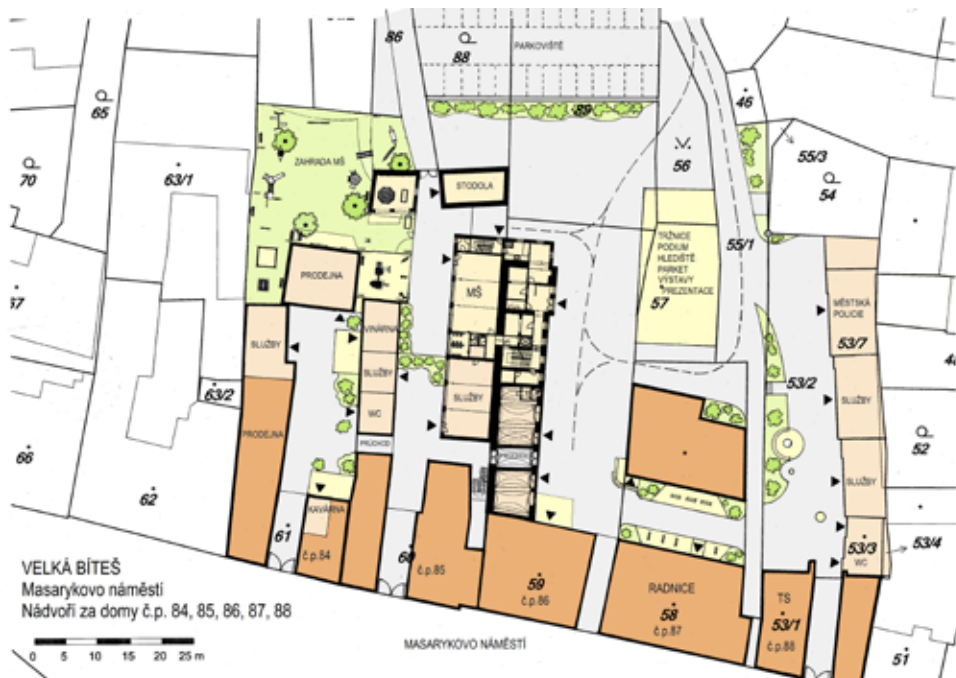 86
88
PARKOVIŠTĚ
65
89
46
70
63/1
ZAHRADA MŠ
STODOLA
56
55/3
54
55/1
PRODEJNA
MŠ
TRŽNICE
PODIUM
HLEDIŠTĚ
PARKET
VÝSTAVY
PREZENTACE
57
67
VINÁRNA
MĚSTSKÁ
POLICIE
53/7
SLUŽBY
SLUŽBY
63/2
SLUŽBY
53/2
SLUŽBY
PRODEJNA
WC
PRŮCHOD
66
62
52
SLUŽBY
KAVÁRNA
61
č.p.84
60
č.p.85
59
č.p.86
RADNICE
58
č.p.87
TS
53/1
č.p.88
53/3
WC
53/4
51
VELKÁ BÍTEŠ
Masarykovo náměstí
Nádvoří za domy č.p. 84, 85, 86, 87, 88
0 5 10 15 20 25 m
MASARYKOVO NÁMĚSTÍ